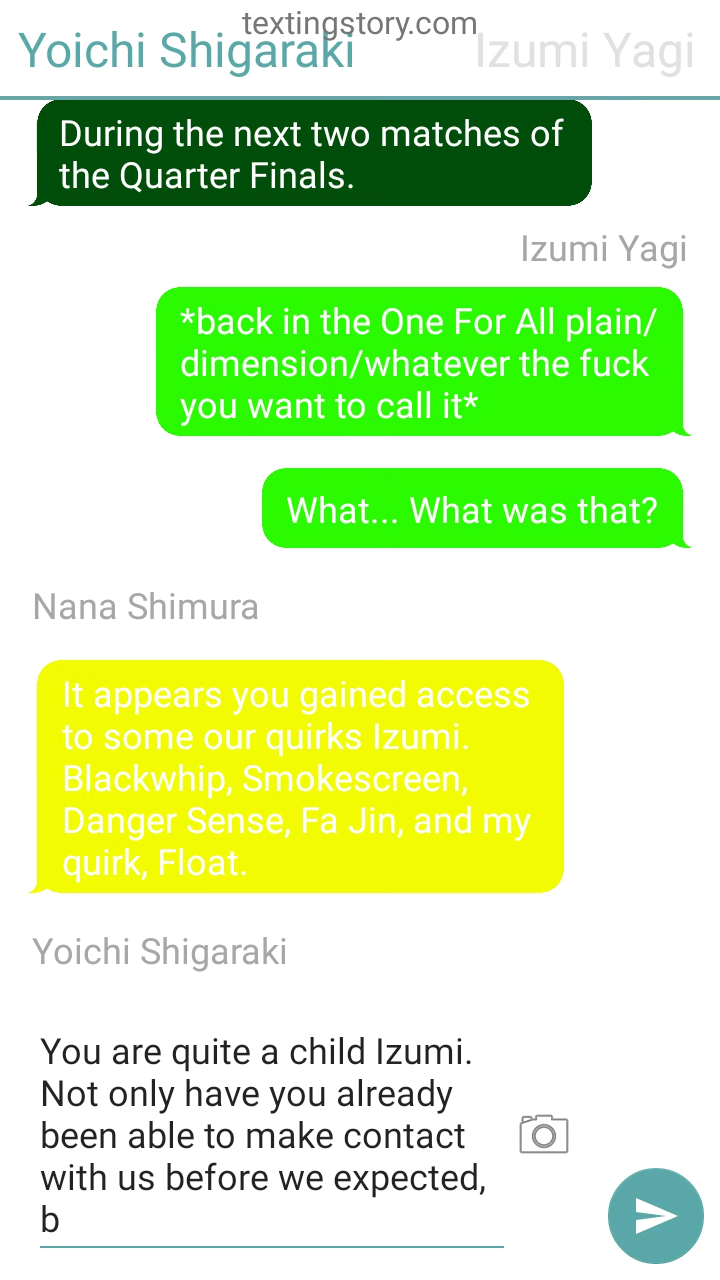 textingstory.com
Yoichi Shigaraki
Izumi Yagi
During the next two matches of
the Quarter Finals.
Izumi Yagi
*back in the One For All plain/
dimension/whatever the fuck
you want to call it*
What... What was that?
Nana Shimura
It appears you gained access
to some our quirks Izumi.
Blackwhip, Smokescreen,
Danger Sense, Fa Jin, and my
quirk, Float.
Yoichi Shigaraki
You are quite a child Izumi.
Not only have you already
been able to make contact
with us before we expected,
b